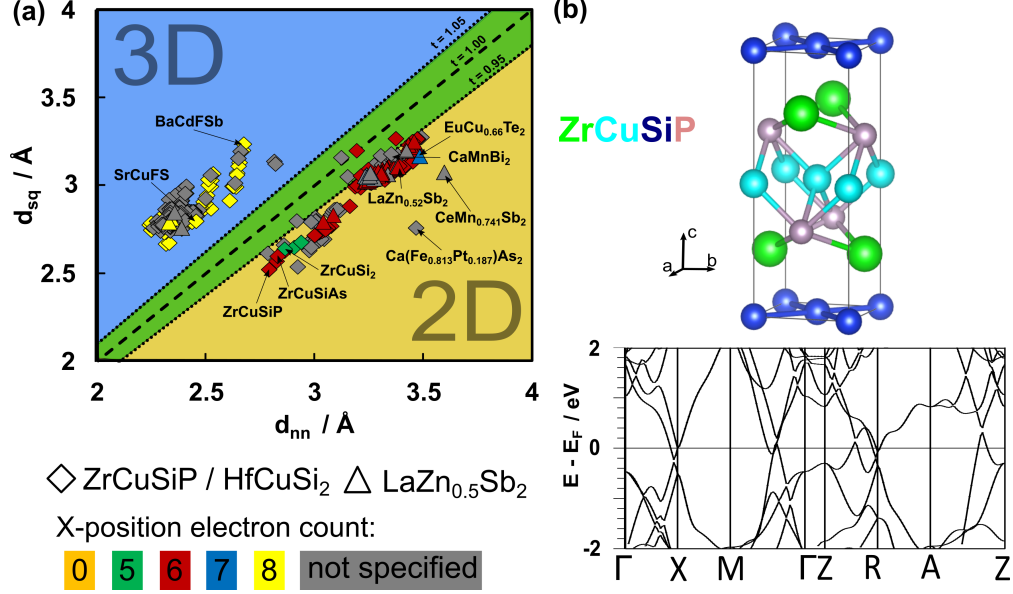 (a)
4
3.5
3
2.5
2
d_sq / Å
3D
2D
t = 1.05
t = 1.00
t = 0.95
BaCdFSb
SrCuFS
EuCu₀.₆₆Te₂
CaMnBi₂
LaZn₀.₅₂Sb₂
CeMn₀.₇₄₁Sb₂
Ca(Fe₀.₈₁₃Pt₀.₁₈₇)As₂
ZrCuSi₂
ZrCuSiAs
ZrCuSiP
2 2.5 3 3.5 4
d_nn / Å
ZrCuSiP / HfCuSi₂ LaZn₀.₅Sb₂
X-position electron count:
0 5 6 7 8 not specified
(b)
ZrCuSiP
c
a b
2
0
-2
E - E_F / eV
Γ X M Γ Z R A Z